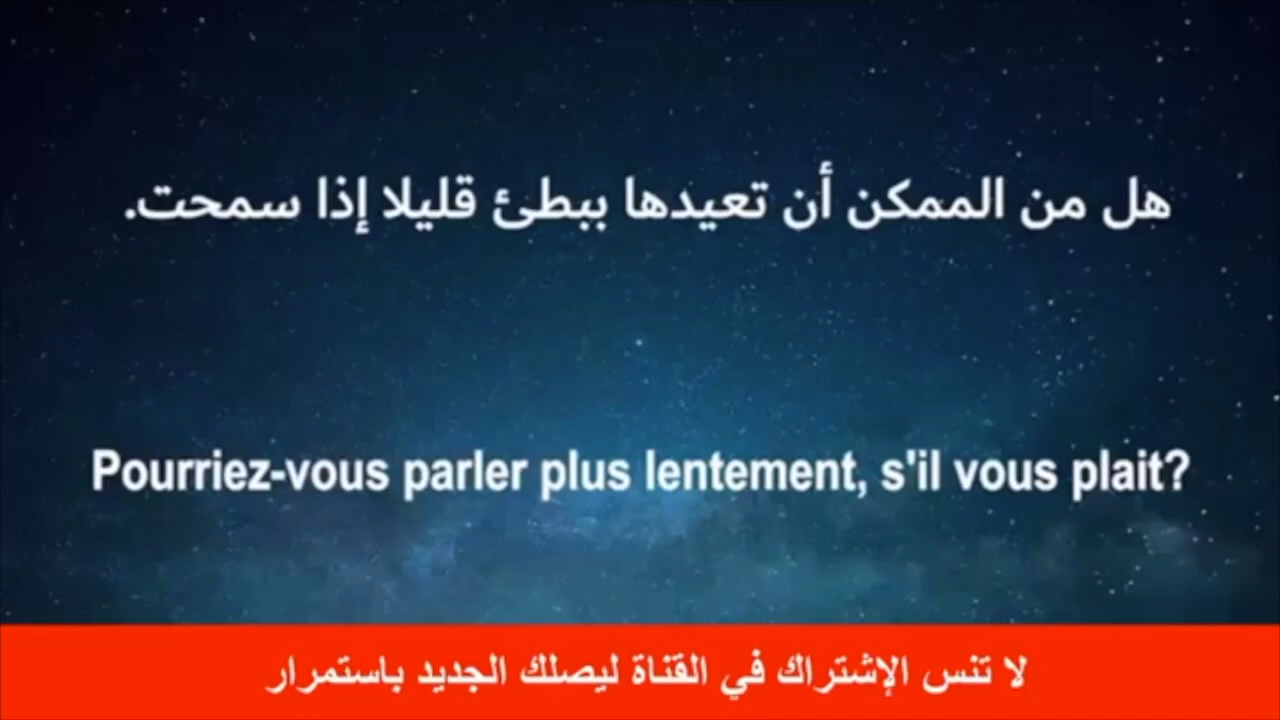 هل من الممكن أن تعيدها ببطئ قليلا إذا سمحت.
Pourriez-vous parler plus lentement, s'il vous plait?
لا تنس الإشتراك في القناة ليصلك الجديد باستمرار